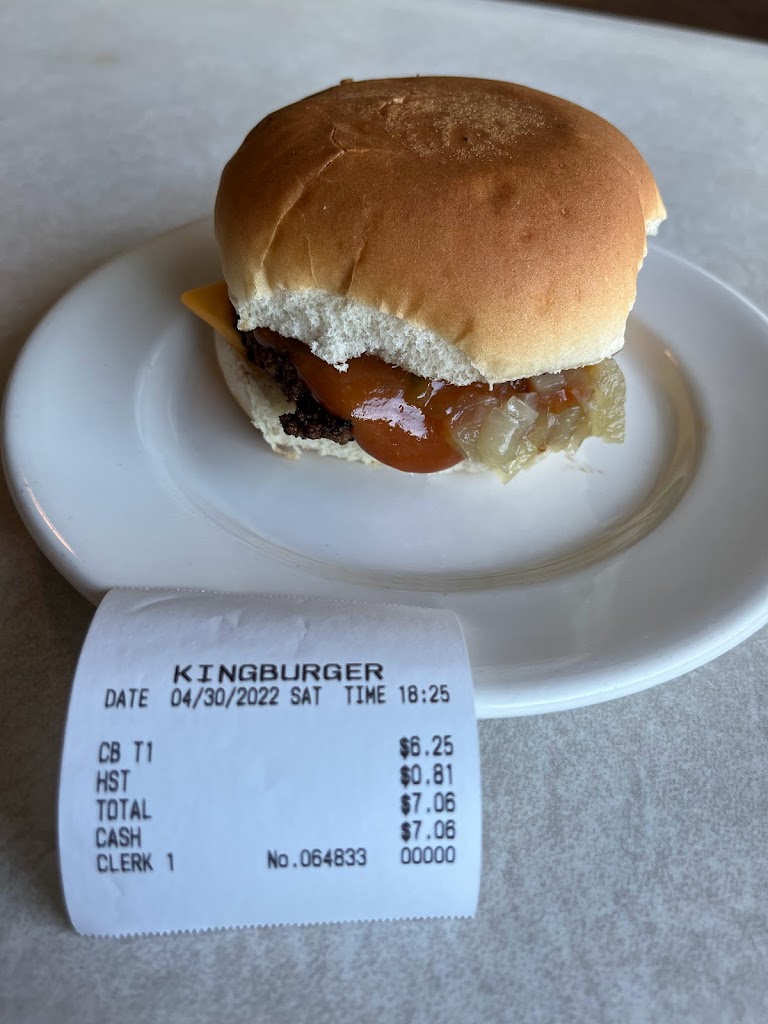 KINGBURGER
DATE 04/30/2022 SAT TIME 18:25
CB T1 $6.25
HST $0.81
TOTAL $7.06
CASH $7.06
CLERK 1 No.064833 00000